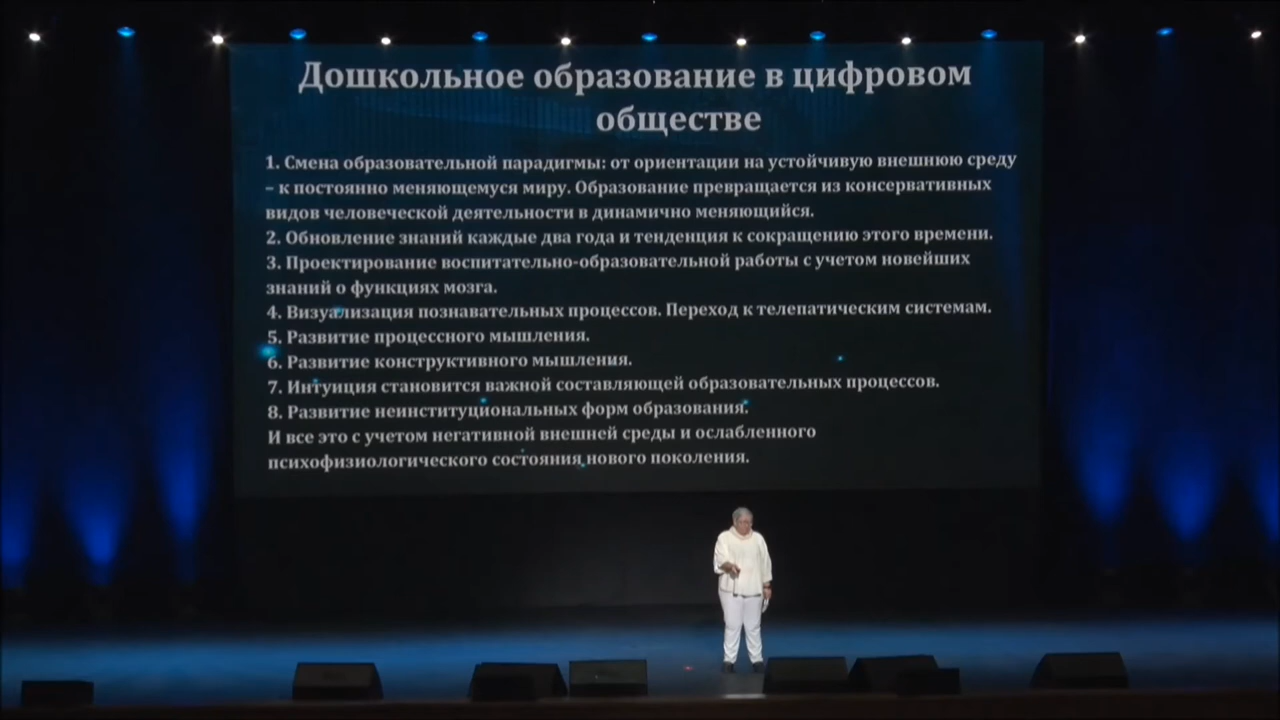 Дошкольное образование в цифровом
обществе
1. Смена образовательной парадигмы: от ориентации на устойчивую внешнюю среду
– к постоянно меняющемуся миру. Образование превращается из консервативных
видов человеческой деятельности в динамично меняющийся.
2. Обновление знаний каждые два года и тенденция к сокращению этого времени.
3. Проектирование воспитательно-образовательной работы с учетом новейших
знаний о функциях мозга.
4. Визуализация познавательных процессов. Переход к телепатическим системам.
5. Развитие процессного мышления.
6. Развитие конструктивного мышления.
7. Интуиция становится важной составляющей образовательных процессов.
8. Развитие неинституциональных форм образования.
И все это с учетом негативной внешней среды и ослабленного
психофизиологического состояния нового поколения.